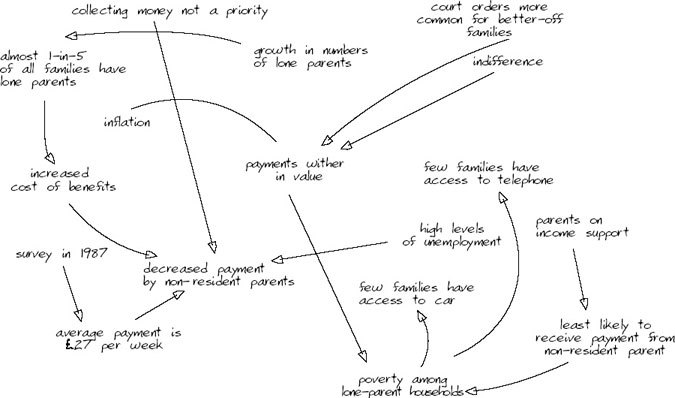 collecting money not a priority
court orders more
common for better-off
families
almost 1-in-5
of all families have
lone parents
growth in numbers
of lone parents
indifference
inflation
payments wither
in value
increased
cost of benefits
few families have
access to telephone
survey in 1987
decreased payment
by non-resident parents
high levels
of unemployment
parents on
income support
few families have
access to car
average payment is
£27 per week
least likely to
receive payment from
non-resident parent
poverty among
lone-parent households